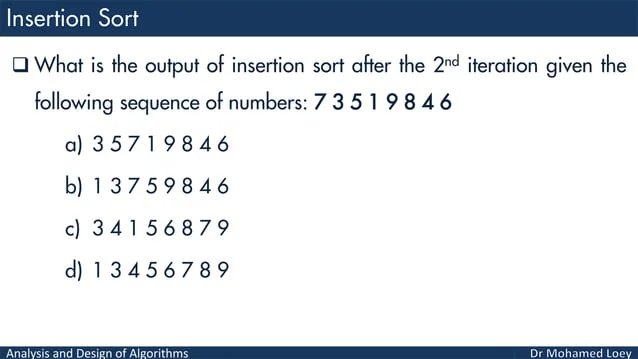 Insertion Sort
❑ What is the output of insertion sort after the 2nd iteration given the
following sequence of numbers: 7 3 5 1 9 8 4 6
a) 3 5 7 1 9 8 4 6
b) 1 3 7 5 9 8 4 6
c) 3 4 1 5 6 8 7 9
d) 1 3 4 5 6 7 8 9
Analysis and Design of Algorithms Dr Mohamed Loey